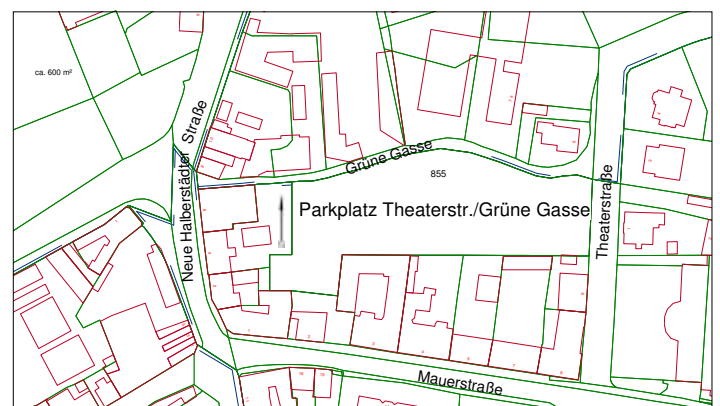 ca. 600 m²
Neue Halberstädter Straße
Grüne Gasse
855
Parkplatz Theaterstr./Grüne Gasse
Theaterstraße
Mauerstraße